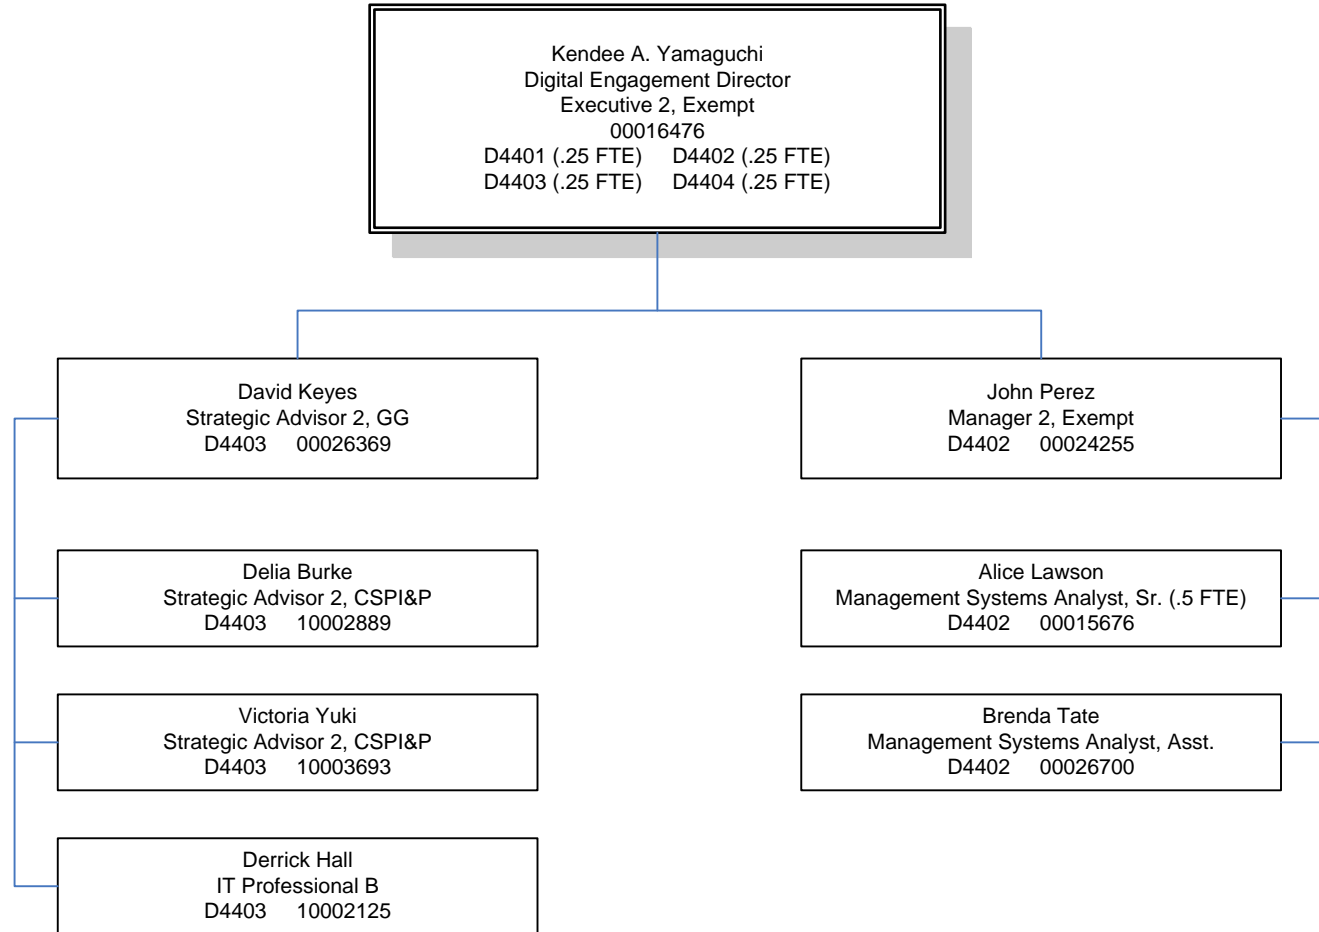 Kendee A. Yamaguchi
Digital Engagement Director
Executive 2, Exempt
00016476
D4401 (.25 FTE) D4402 (.25 FTE)
D4403 (.25 FTE) D4404 (.25 FTE)
David Keyes
Strategic Advisor 2, GG
D4403 00026369
Delia Burke
Strategic Advisor 2, CSPI&P
D4403 10002889
Victoria Yuki
Strategic Advisor 2, CSPI&P
D4403 10003693
Derrick Hall
IT Professional B
D4403 10002125
John Perez
Manager 2, Exempt
D4402 00024255
Alice Lawson
Management Systems Analyst, Sr. (.5 FTE)
D4402 00015676
Brenda Tate
Management Systems Analyst, Asst.
D4402 00026700